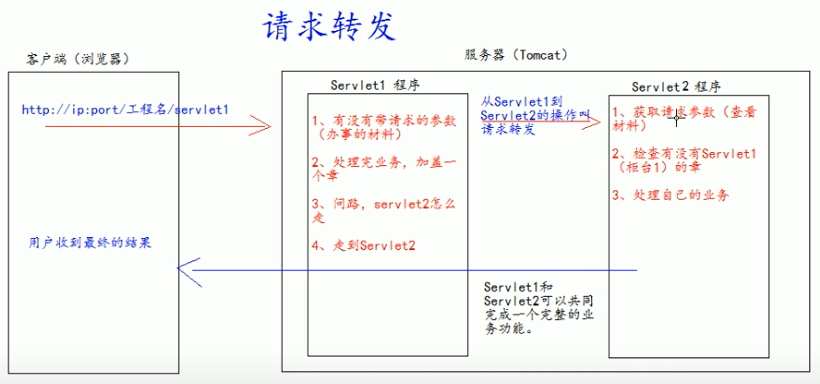 请求转发
客户端（浏览器）
服务器（Tomcat）
http://ip:port/工程名/servlet1
用户收到最终的结果
Servlet1 程序
1、有没有带请求的参数
（办事的材料）
2、处理完业务，加盖一
个章
3、问路，servlet2怎么
走
4、走到Servlet2
从Servlet1到
Servlet2的操作叫
请求转发
Servlet2 程序
1、获取请求参数（查看
材料）
2、检查有没有Servlet1
（柜台1）的章
3、处理自己的业务
Servlet1和
Servlet2可以共同
完成一个完整的业
务功能。